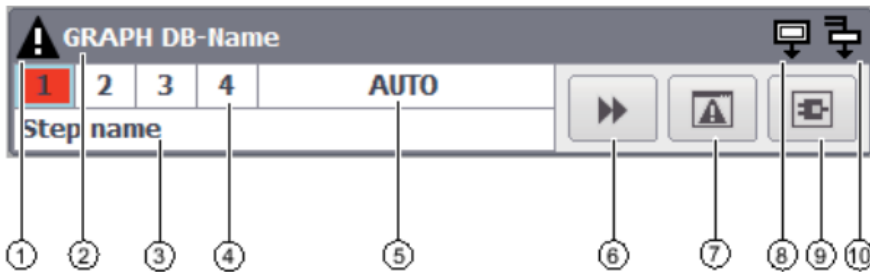 GRAPH DB-Name
1 2 3 4 AUTO
Step name
1 2 3 4 5 6 7 8 9 10